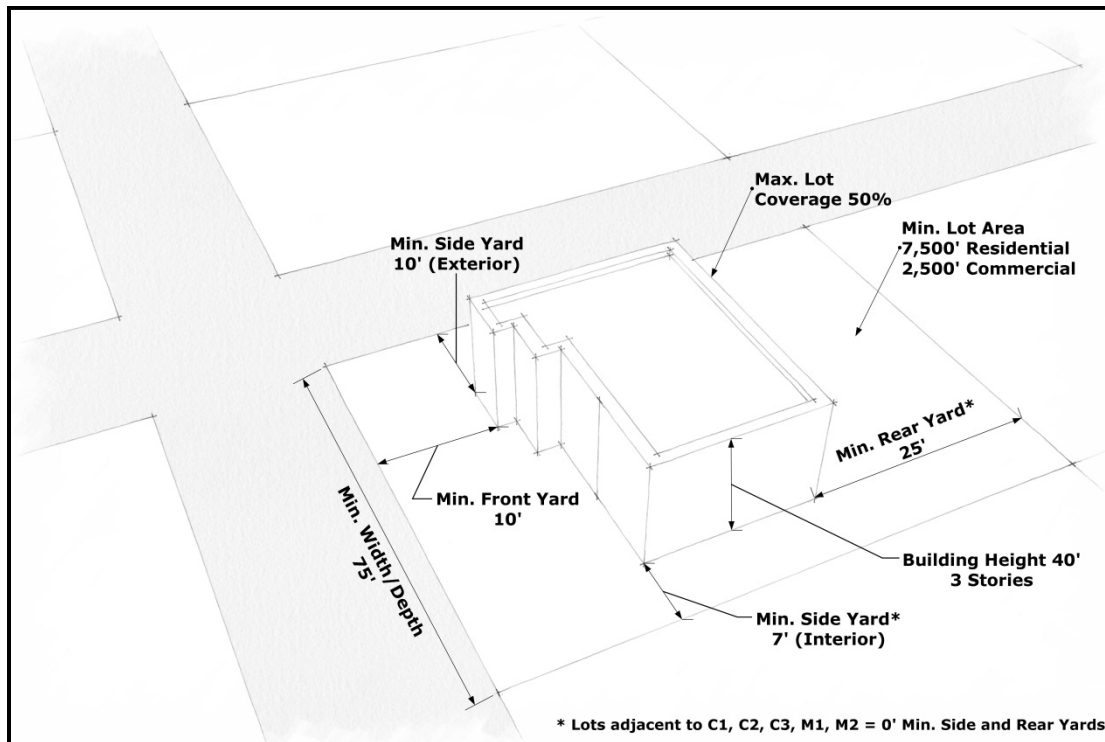 Max. Lot
Coverage 50%
Min. Lot Area
7,500' Residential
2,500' Commercial
Min. Side Yard
10' (Exterior)
Min. Rear Yard*
25'
Min. Front Yard
10'
Min. Width/Depth
75'
Building Height 40'
3 Stories
Min. Side Yard*
7' (Interior)
* Lots adjacent to C1, C2, C3, M1, M2 = 0' Min. Side and Rear Yards